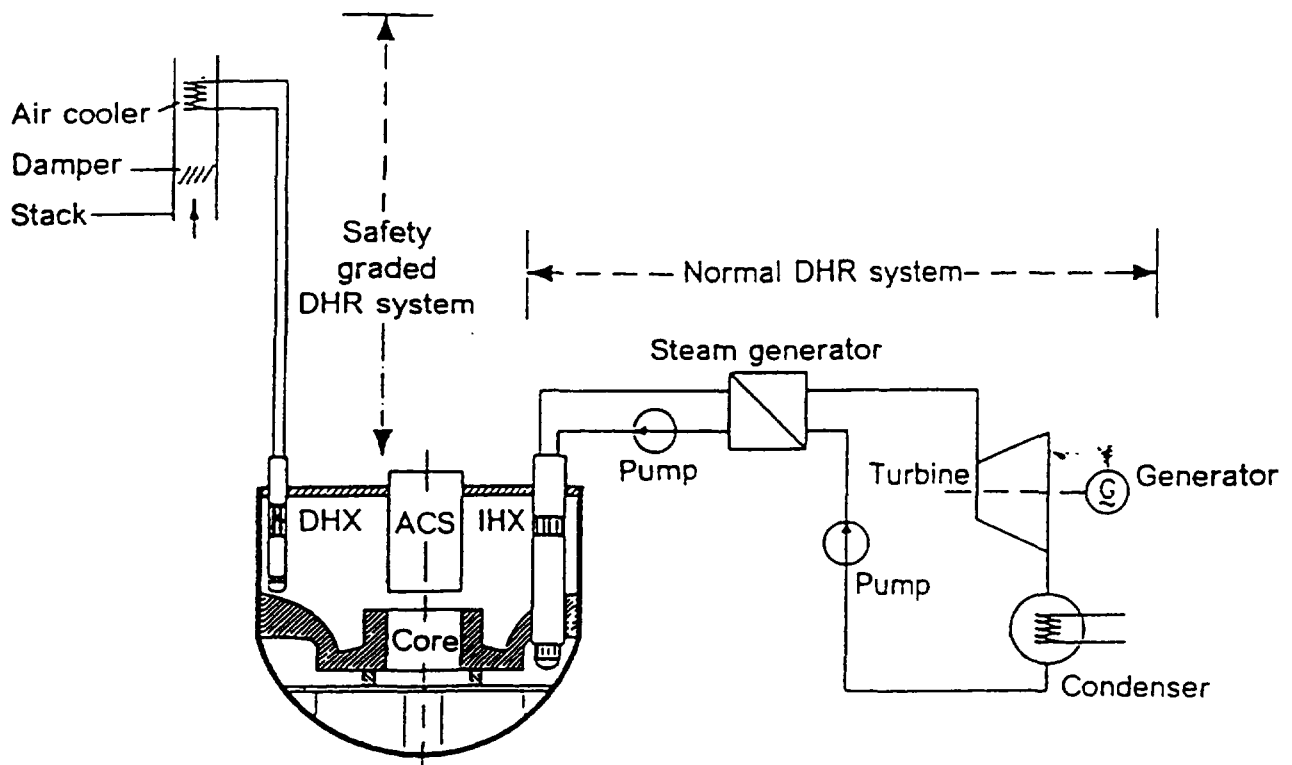 Air cooler
Damper
Stack
Safety
graded
DHR system
Normal DHR system
Steam generator
Pump
Turbine
Generator
G
DHX
ACS
IHX
Pump
Core
Condenser